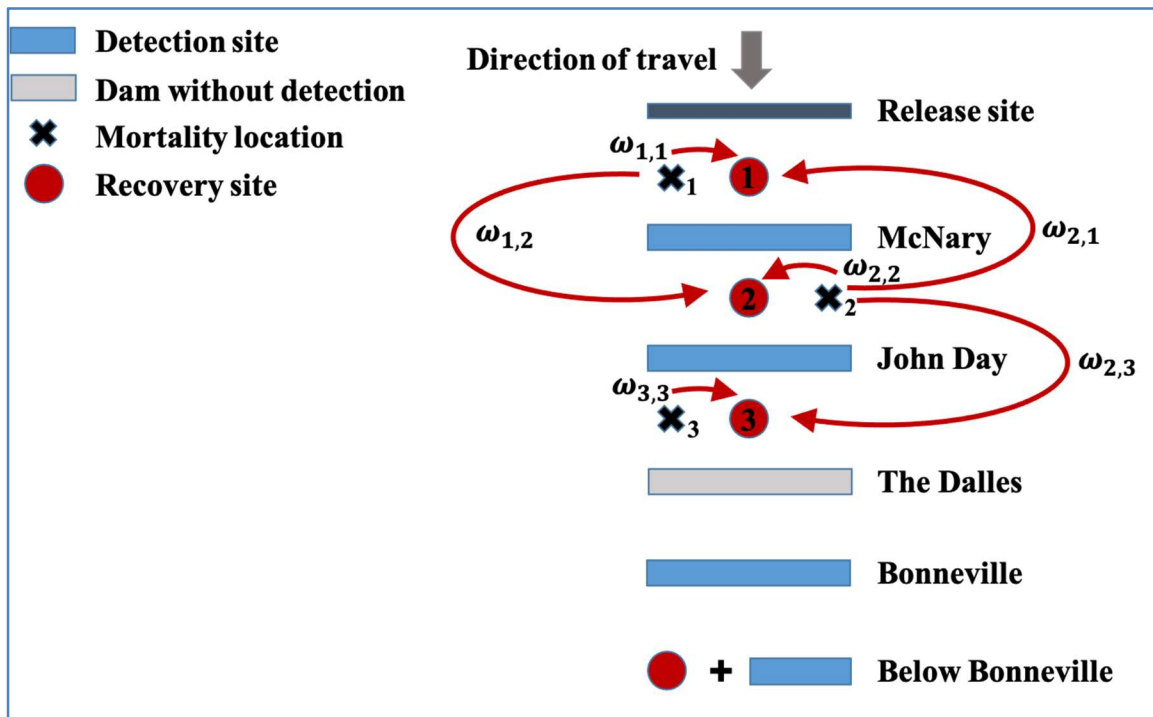 Detection site
Dam without detection
Mortality location
Recovery site
Direction of travel
Release site
ω1,1
1
1
ω1,2
McNary
ω2,1
ω2,2
2
2
John Day
ω2,3
ω3,3
3
3
The Dalles
Bonneville
+
Below Bonneville